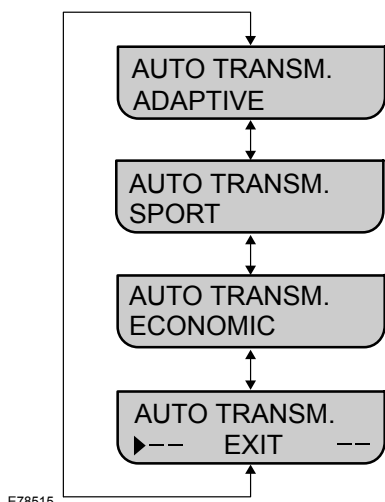 AUTO TRANSM.
ADAPTIVE
AUTO TRANSM.
SPORT
AUTO TRANSM.
ECONOMIC
AUTO TRANSM.
▶-- EXIT --
E78515